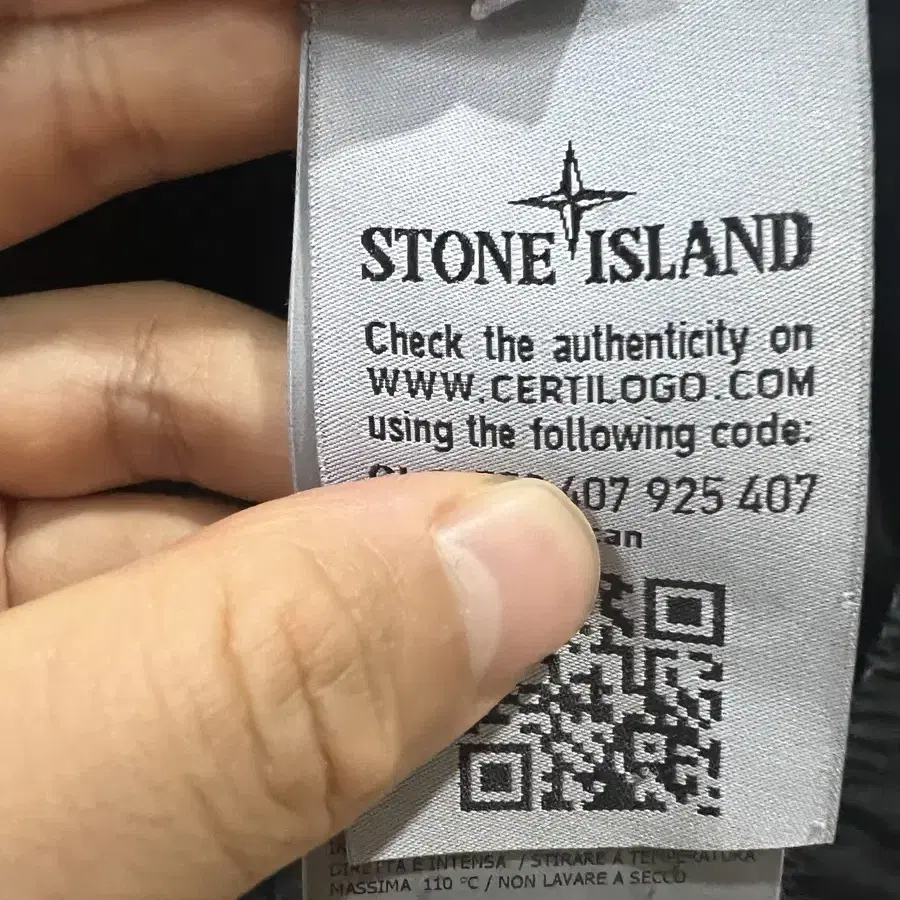 STONE ISLAND
Check the authenticity on
WWW.CERTILOGO.COM
using the following code:
407 925 407
DIRETTA E INTENSA / STIRARE A TEMPERATURA
MASSIMA 110 °C / NON LAVARE A SECCO